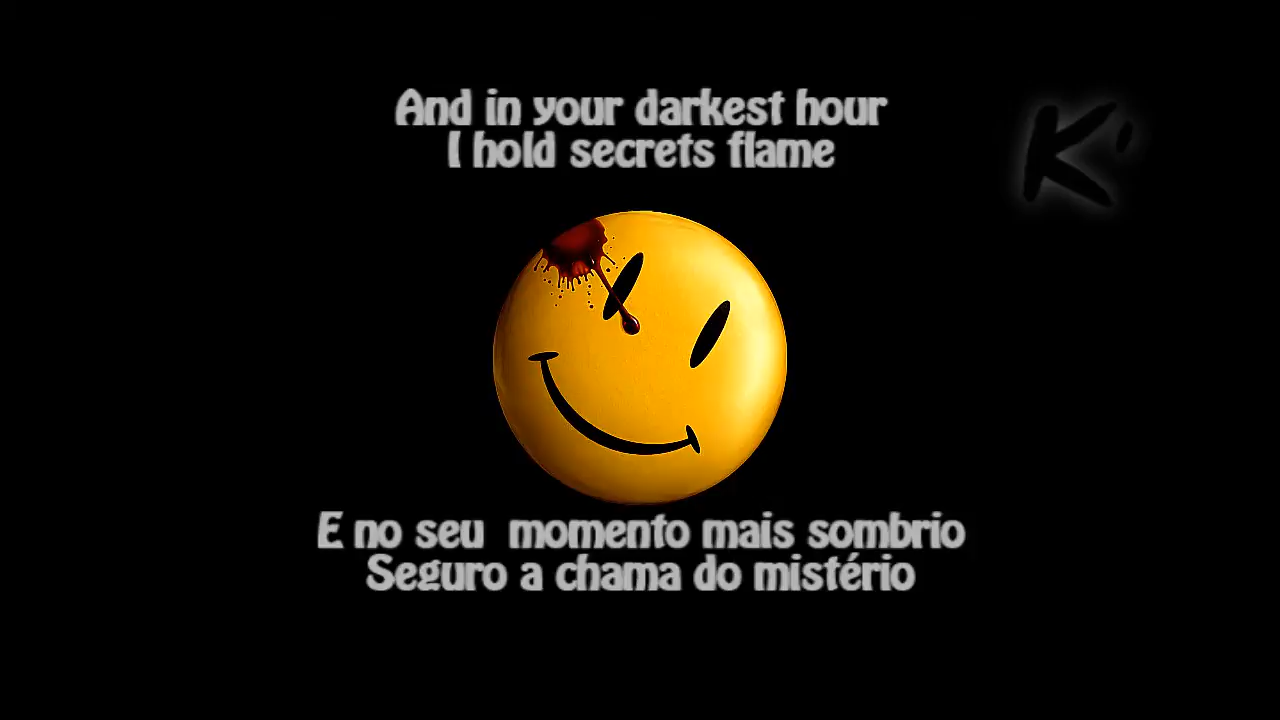 And in your darkest hour
I hold secrets flame
K'
E no seu momento mais sombrio
Seguro a chama do mistério